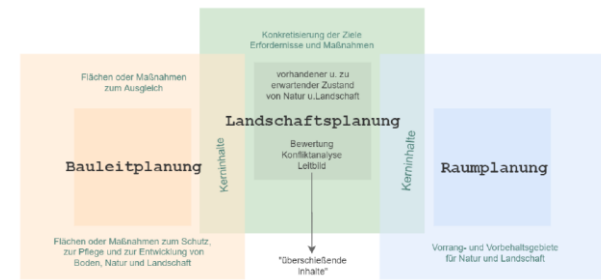 Konkretisierung der Ziele
Erfordernisse und Maßnahmen
Flächen oder Maßnahmen
zum Ausgleich
vorhandener u. zu
erwartender Zustand
von Natur u.Landschaft
Landschaftsplanung
Bewertung
Konfliktanalyse
Leitbild
Bauleitplanung
Kerninhalte
Kerninhalte
Raumplanung
Flächen oder Maßnahmen zum Schutz,
zur Pflege und zur Entwicklung von
Boden, Natur und Landschaft
"überschießende
Inhalte"
Vorrang- und Vorbehaltsgebiete
für Natur und Landschaft